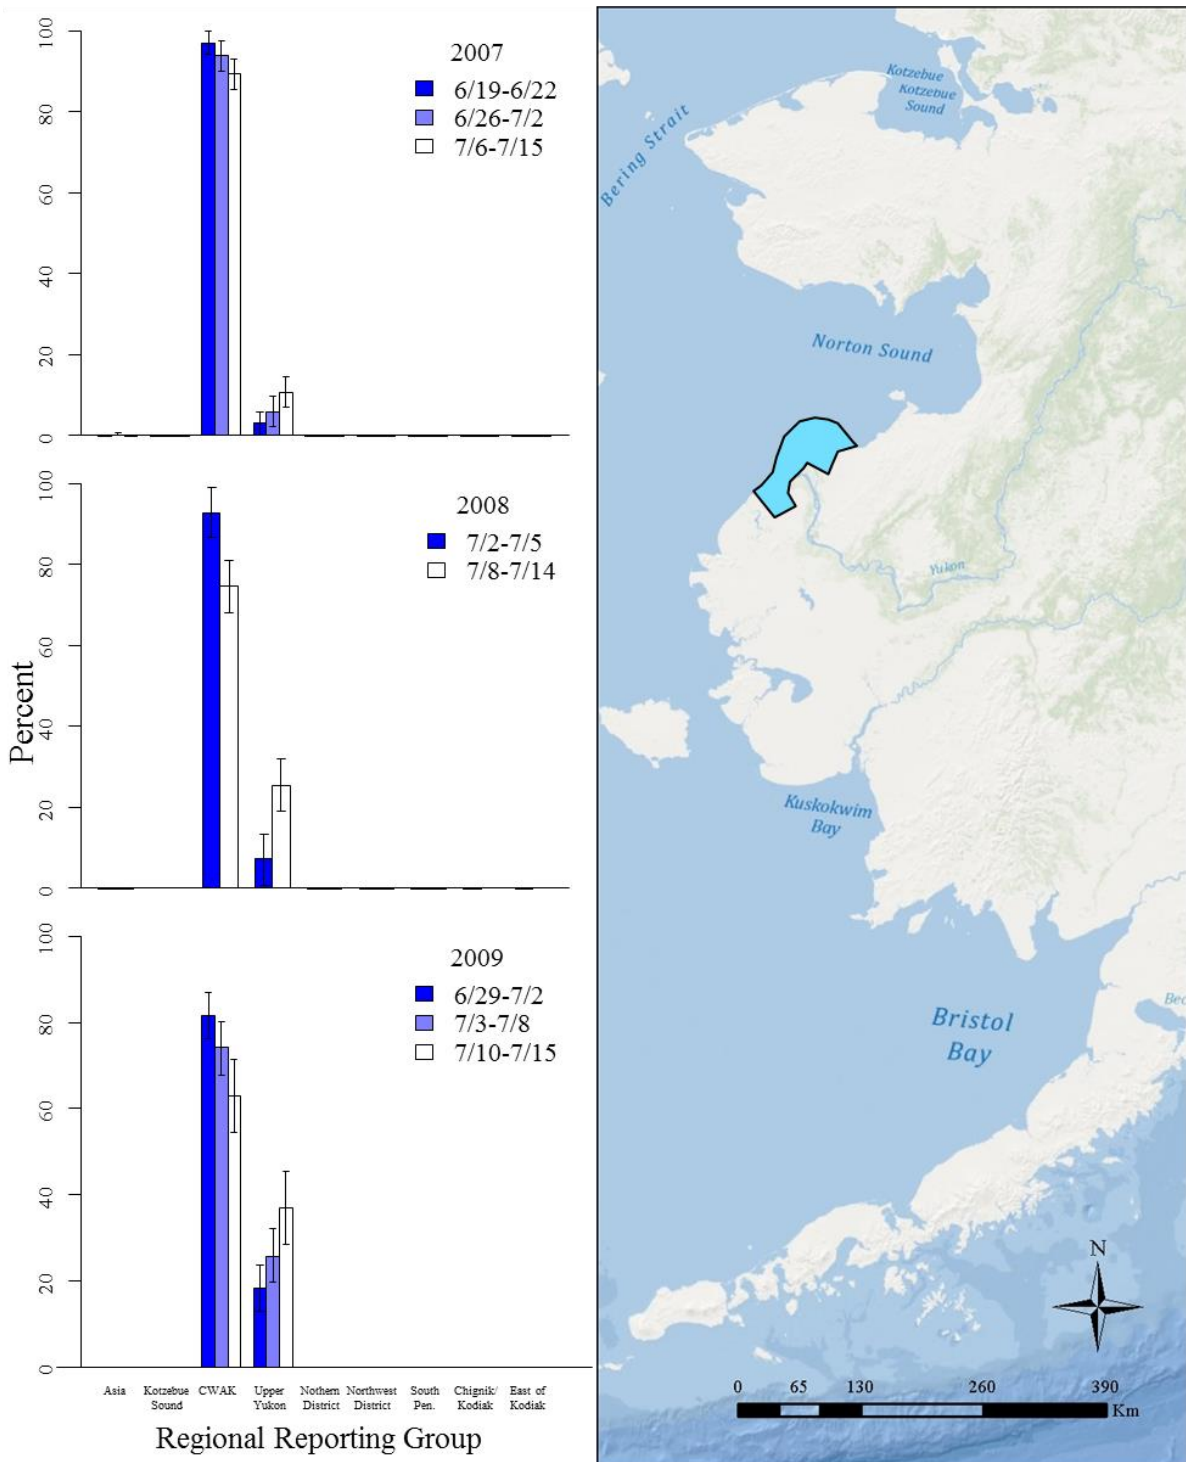 100
80
60
40
20
0
2007
6/19-6/22
6/26-7/2
7/6-7/15
100
80
60
40
20
0
2008
7/2-7/5
7/8-7/14
Percent
100
80
60
40
20
0
2009
6/29-7/2
7/3-7/8
7/10-7/15
Asia
Kotzebue
Sound
CWAK
Upper
Yukon
Nothern
District
Northwest
District
South
Pen.
Chignik/
Kodiak
East of
Kodiak
Regional Reporting Group
Kotzebue
Kotzebue
Sound
Bering Strait
Norton Sound
Yukon
Kuskokwim
Bay
Bristol
Bay
Bec
N
0 65 130 260 390
Km